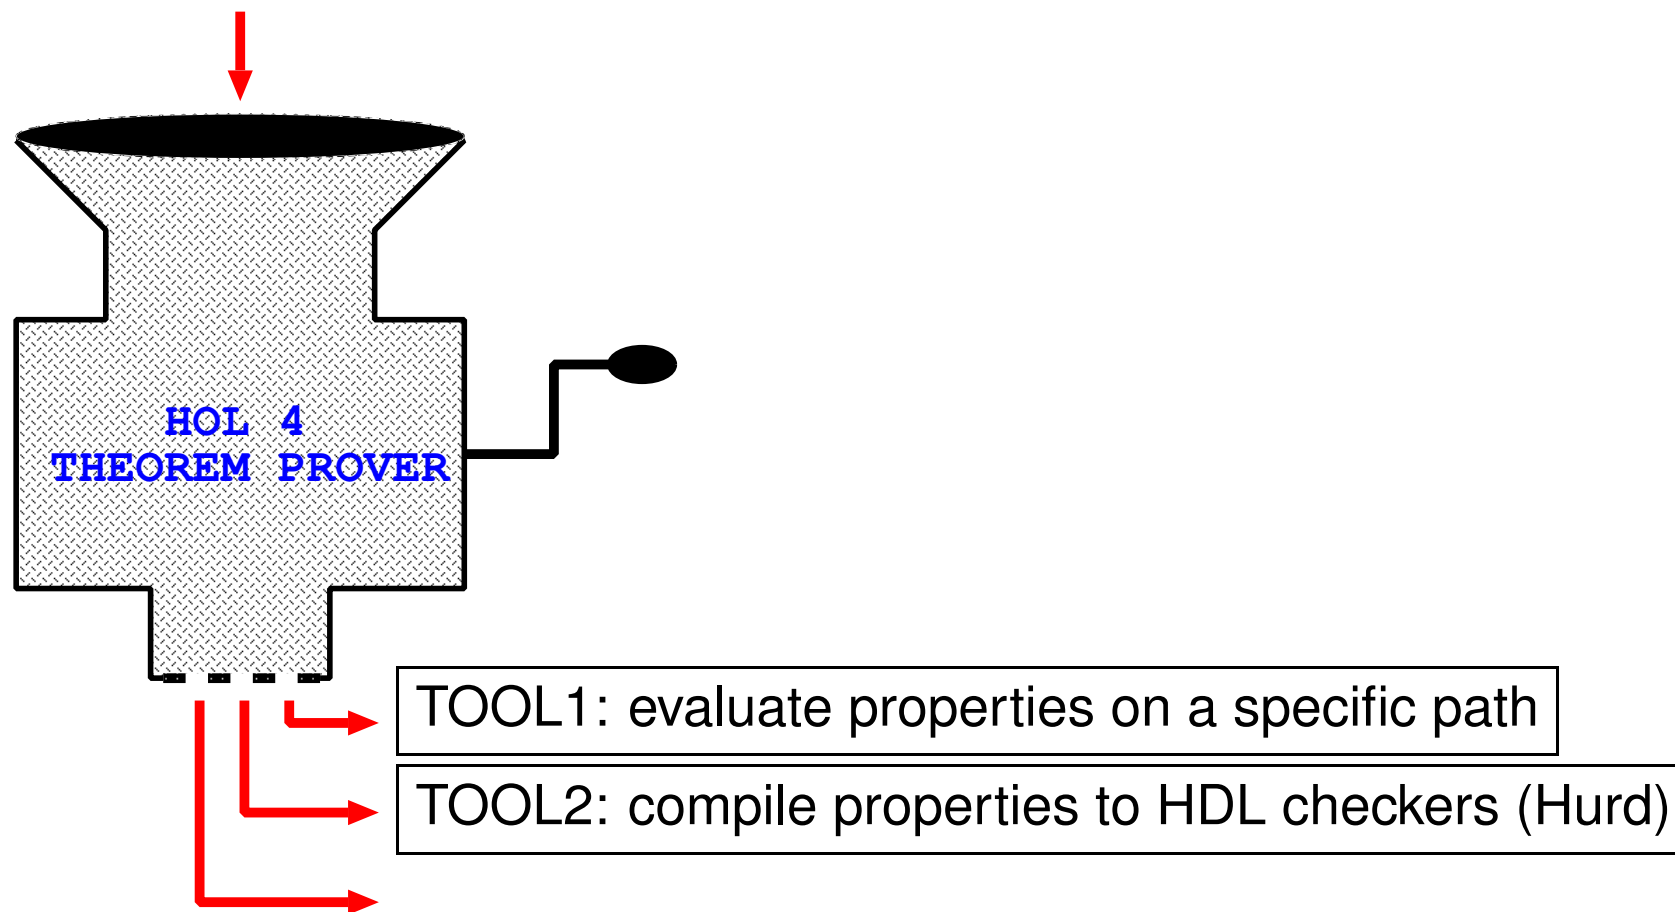 HOL 4
THEOREM PROVER
TOOL1: evaluate properties on a specific path
TOOL2: compile properties to HDL checkers (Hurd)